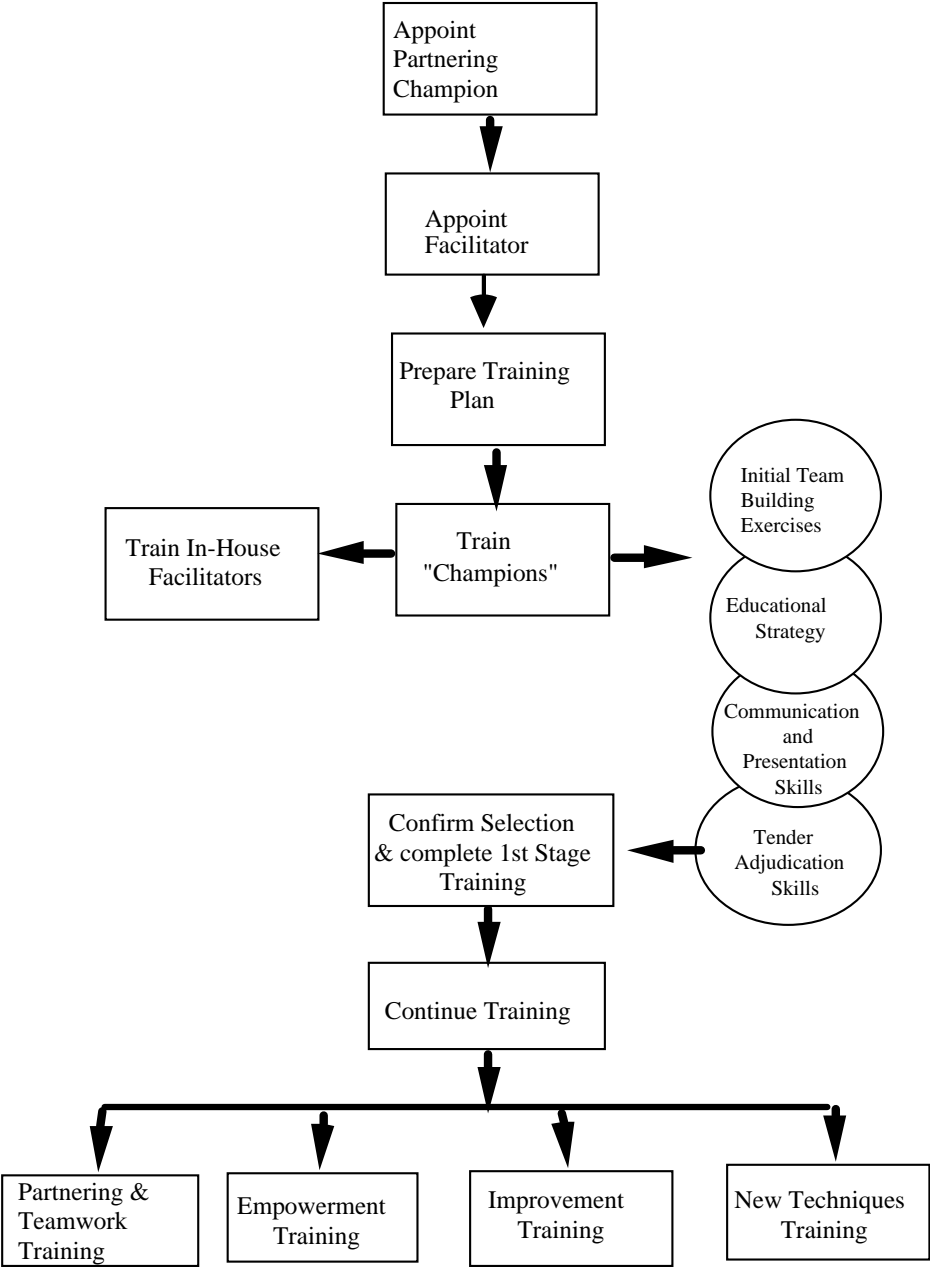 Appoint
Partnering
Champion
Appoint
Facilitator
Prepare Training
Plan
Train In-House
Facilitators
Train
"Champions"
Initial Team
Building
Exercises
Educational
Strategy
Communication
and
Presentation
Skills
Tender
Adjudication
Skills
Confirm Selection
& complete 1st Stage
Training
Continue Training
Partnering &
Teamwork
Training
Empowerment
Training
Improvement
Training
New Techniques
Training